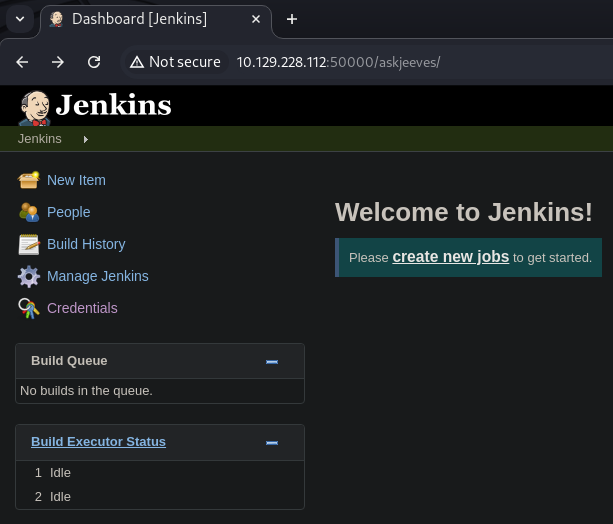 Dashboard [Jenkins]
Not secure 10.129.228.112:50000/askjeeves/
Jenkins
Jenkins
New Item
People
Build History
Manage Jenkins
Credentials
Welcome to Jenkins!
Please create new jobs to get started.
Build Queue
No builds in the queue.
Build Executor Status
1 Idle
2 Idle